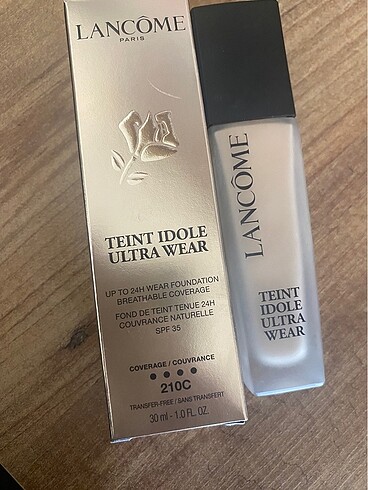 LANCÔME
PARIS
TEINT IDOLE
ULTRA WEAR
UP TO 24H WEAR FOUNDATION
BREATHABLE COVERAGE
FOND DE TEINT TENUE 24H
COUVRANCE NATURELLE
SPF 35
COVERAGE / COUVRANCE
210C
TRANSFER-FREE / SANS TRANSFERT
30 ml - 1.0 FL. OZ.
LANCÔME
TEINT
IDOLE
ULTRA
WEAR